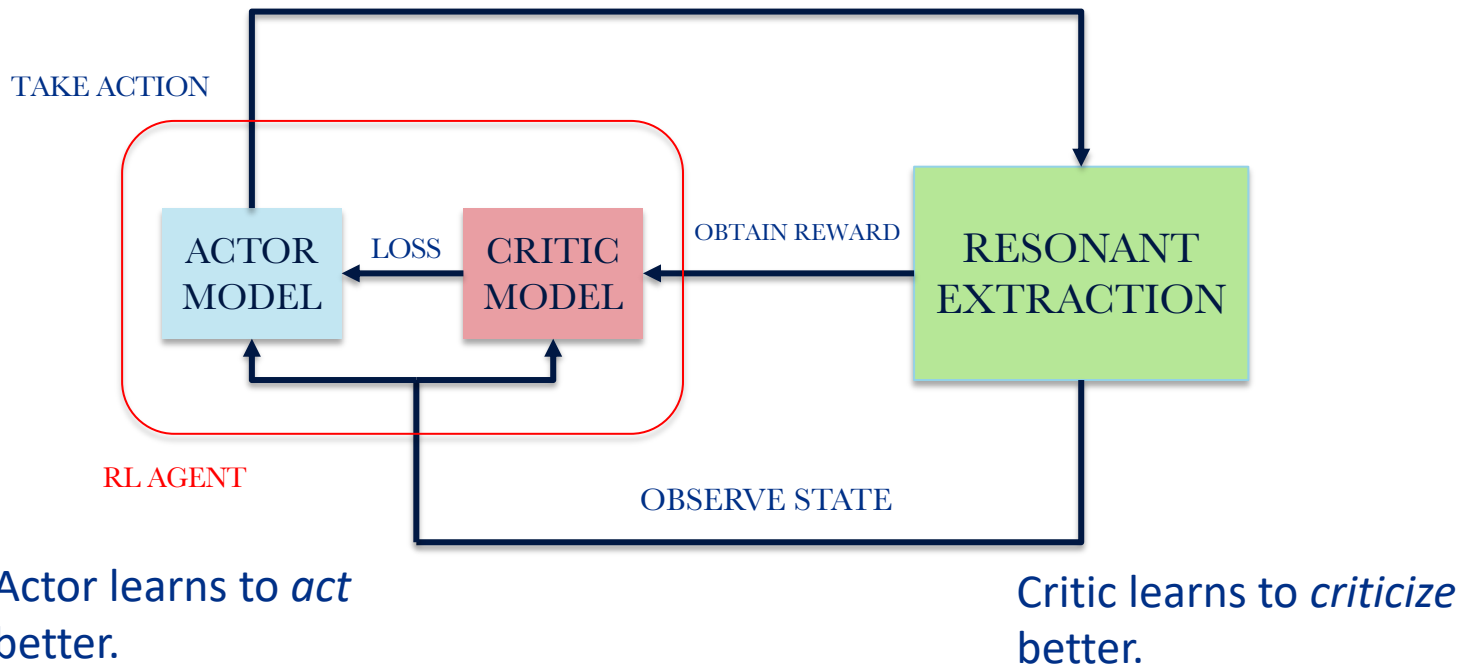 TAKE ACTION
ACTOR
MODEL
LOSS
CRITIC
MODEL
OBTAIN REWARD
RESONANT
EXTRACTION
RL AGENT
OBSERVE STATE
Actor learns to act
better.
Critic learns to criticize
better.